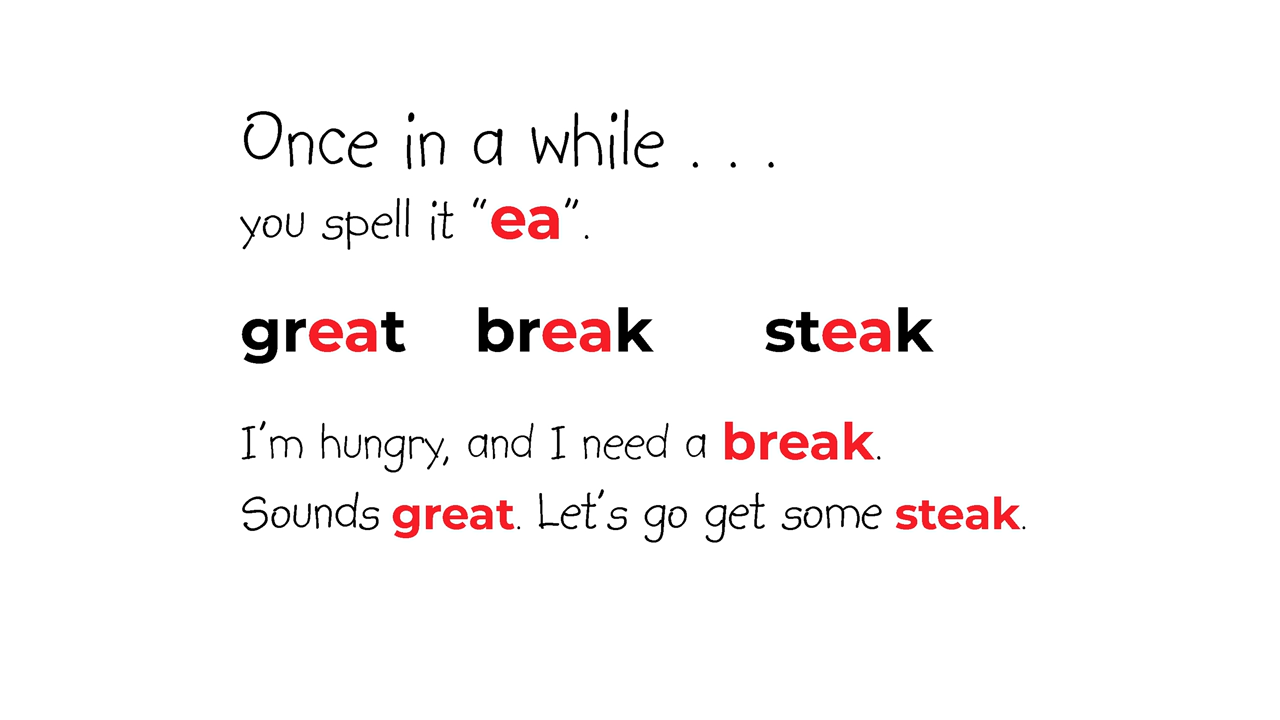 Once in a while . . .
you spell it “ea”.
great break steak
I’m hungry, and I need a break.
Sounds great. Let’s go get some steak.